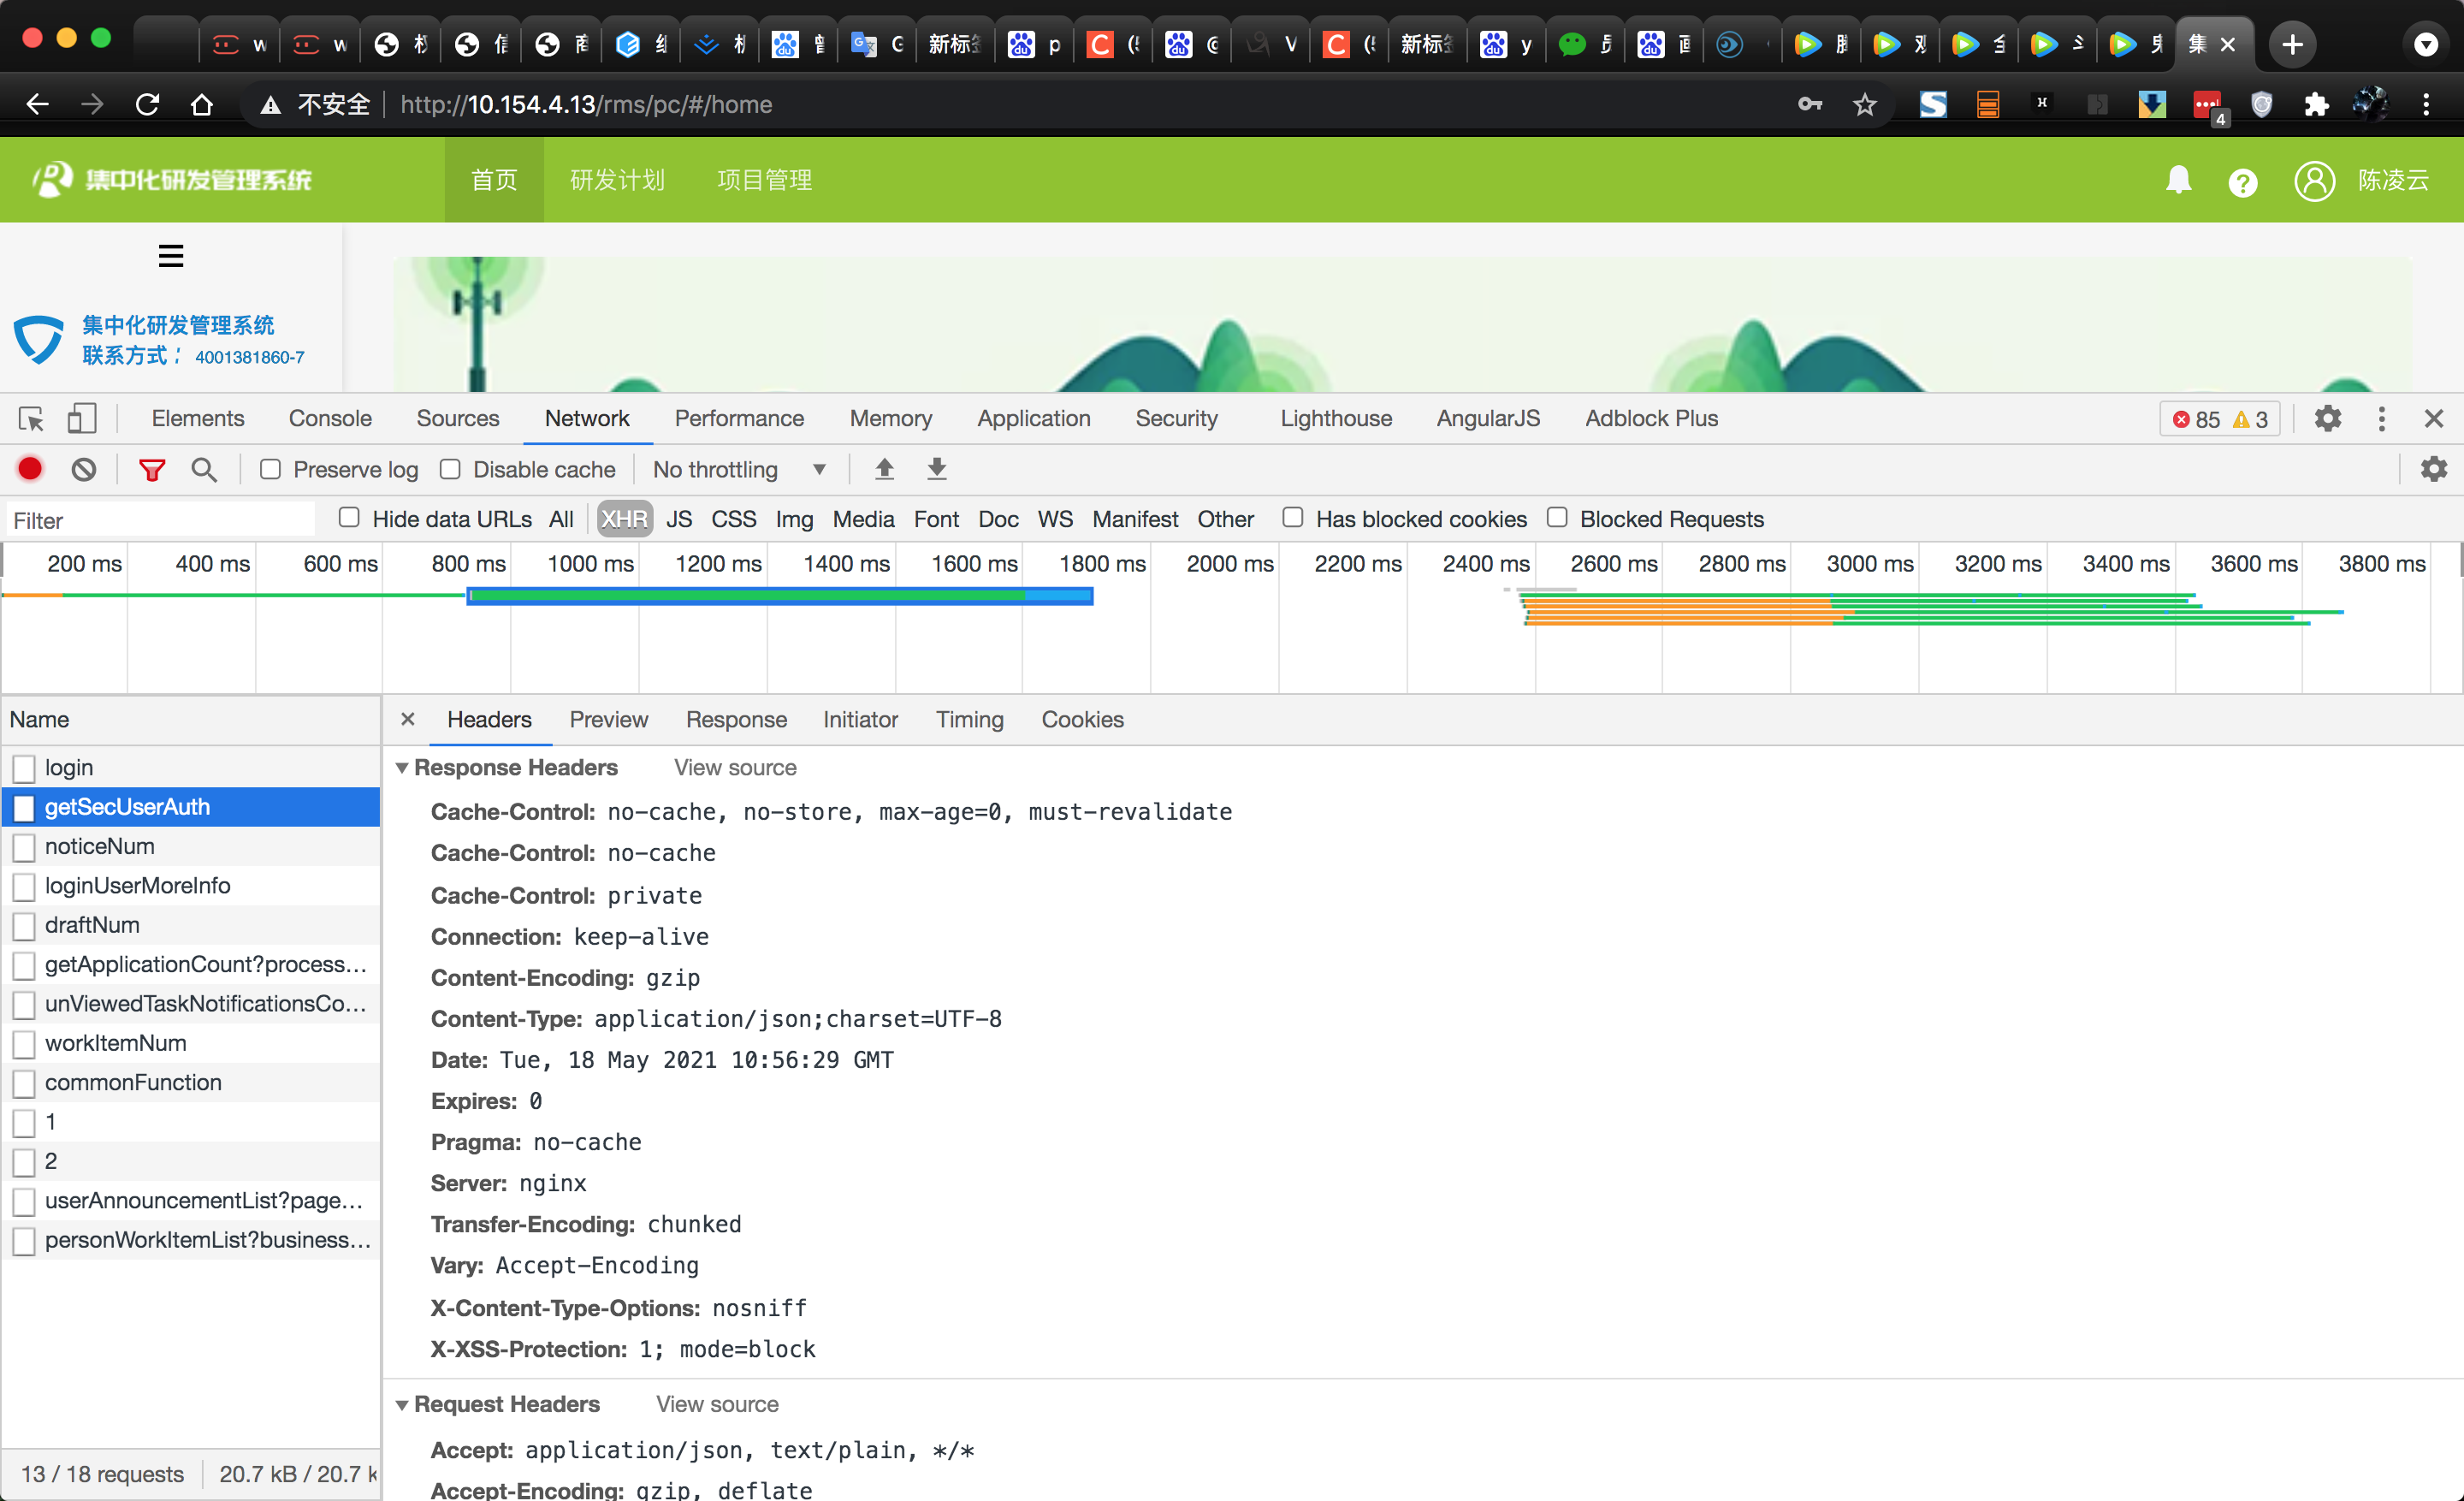 新标签
新标签
不安全 http://10.154.4.13/rms/pc/#/home
4
集中化研发管理系统 首页 研发计划 项目管理 陈凌云
集中化研发管理系统
联系方式： 4001381860-7
Elements Console Sources Network Performance Memory Application Security Lighthouse AngularJS Adblock Plus 85 3
Preserve log Disable cache No throttling
Filter Hide data URLs All XHR JS CSS Img Media Font Doc WS Manifest Other Has blocked cookies Blocked Requests
200 ms 400 ms 600 ms 800 ms 1000 ms 1200 ms 1400 ms 1600 ms 1800 ms 2000 ms 2200 ms 2400 ms 2600 ms 2800 ms 3000 ms 3200 ms 3400 ms 3600 ms 3800 ms
Name
login
getSecUserAuth
noticeNum
loginUserMoreInfo
draftNum
getApplicationCount?process…
unViewedTaskNotificationsCo…
workItemNum
commonFunction
1
2
userAnnouncementList?page…
personWorkItemList?business…
13 / 18 requests 20.7 kB / 20.7 k
Headers Preview Response Initiator Timing Cookies
Response Headers View source
Cache-Control: no-cache, no-store, max-age=0, must-revalidate
Cache-Control: no-cache
Cache-Control: private
Connection: keep-alive
Content-Encoding: gzip
Content-Type: application/json;charset=UTF-8
Date: Tue, 18 May 2021 10:56:29 GMT
Expires: 0
Pragma: no-cache
Server: nginx
Transfer-Encoding: chunked
Vary: Accept-Encoding
X-Content-Type-Options: nosniff
X-XSS-Protection: 1; mode=block
Request Headers View source
Accept: application/json, text/plain, */*
Accept-Encoding: gzip, deflate